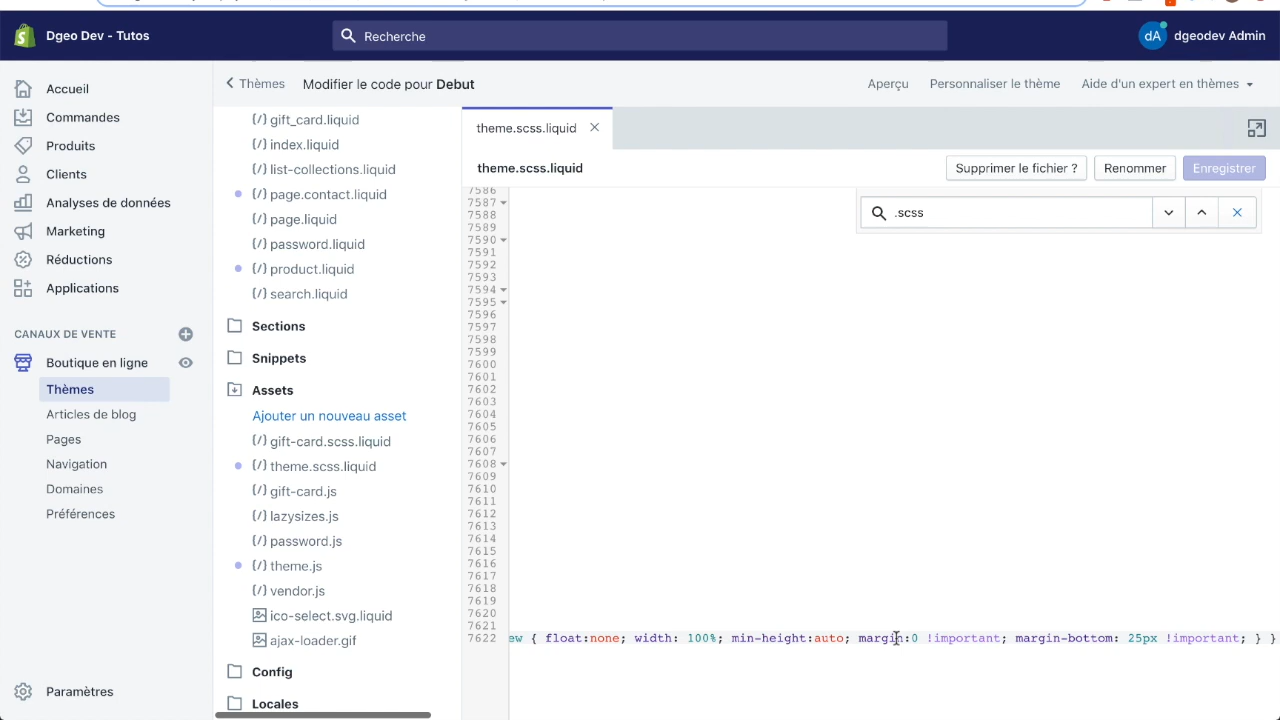 Dgeo Dev - Tutos
Recherche
dA
dgeodev Admin
Accueil
Commandes
Produits
Clients
Analyses de données
Marketing
Réductions
Applications
CANAUX DE VENTE
Boutique en ligne
Thèmes
Articles de blog
Pages
Navigation
Domaines
Préférences
Paramètres
Thèmes
Modifier le code pour Debut
Aperçu
Personnaliser le thème
Aide d'un expert en thèmes
{/} gift_card.liquid
{/} index.liquid
{/} list-collections.liquid
{/} page.contact.liquid
{/} page.liquid
{/} password.liquid
{/} product.liquid
{/} search.liquid
Sections
Snippets
Assets
Ajouter un nouveau asset
{/} gift-card.scss.liquid
{/} theme.scss.liquid
{/} gift-card.js
{/} lazysizes.js
{/} password.js
{/} theme.js
{/} vendor.js
ico-select.svg.liquid
ajax-loader.gif
Config
Locales
theme.scss.liquid
theme.scss.liquid
Supprimer le fichier ?
Renommer
Enregistrer
.scss
7586
7587
7588
7589
7590
7591
7592
7593
7594
7595
7596
7597
7598
7599
7600
7601
7602
7603
7604
7605
7606
7607
7608
7609
7610
7611
7612
7613
7614
7615
7616
7617
7618
7619
7620
7621
7622 ew { float:none; width: 100%; min-height:auto; margin:0 !important; margin-bottom: 25px !important; } }